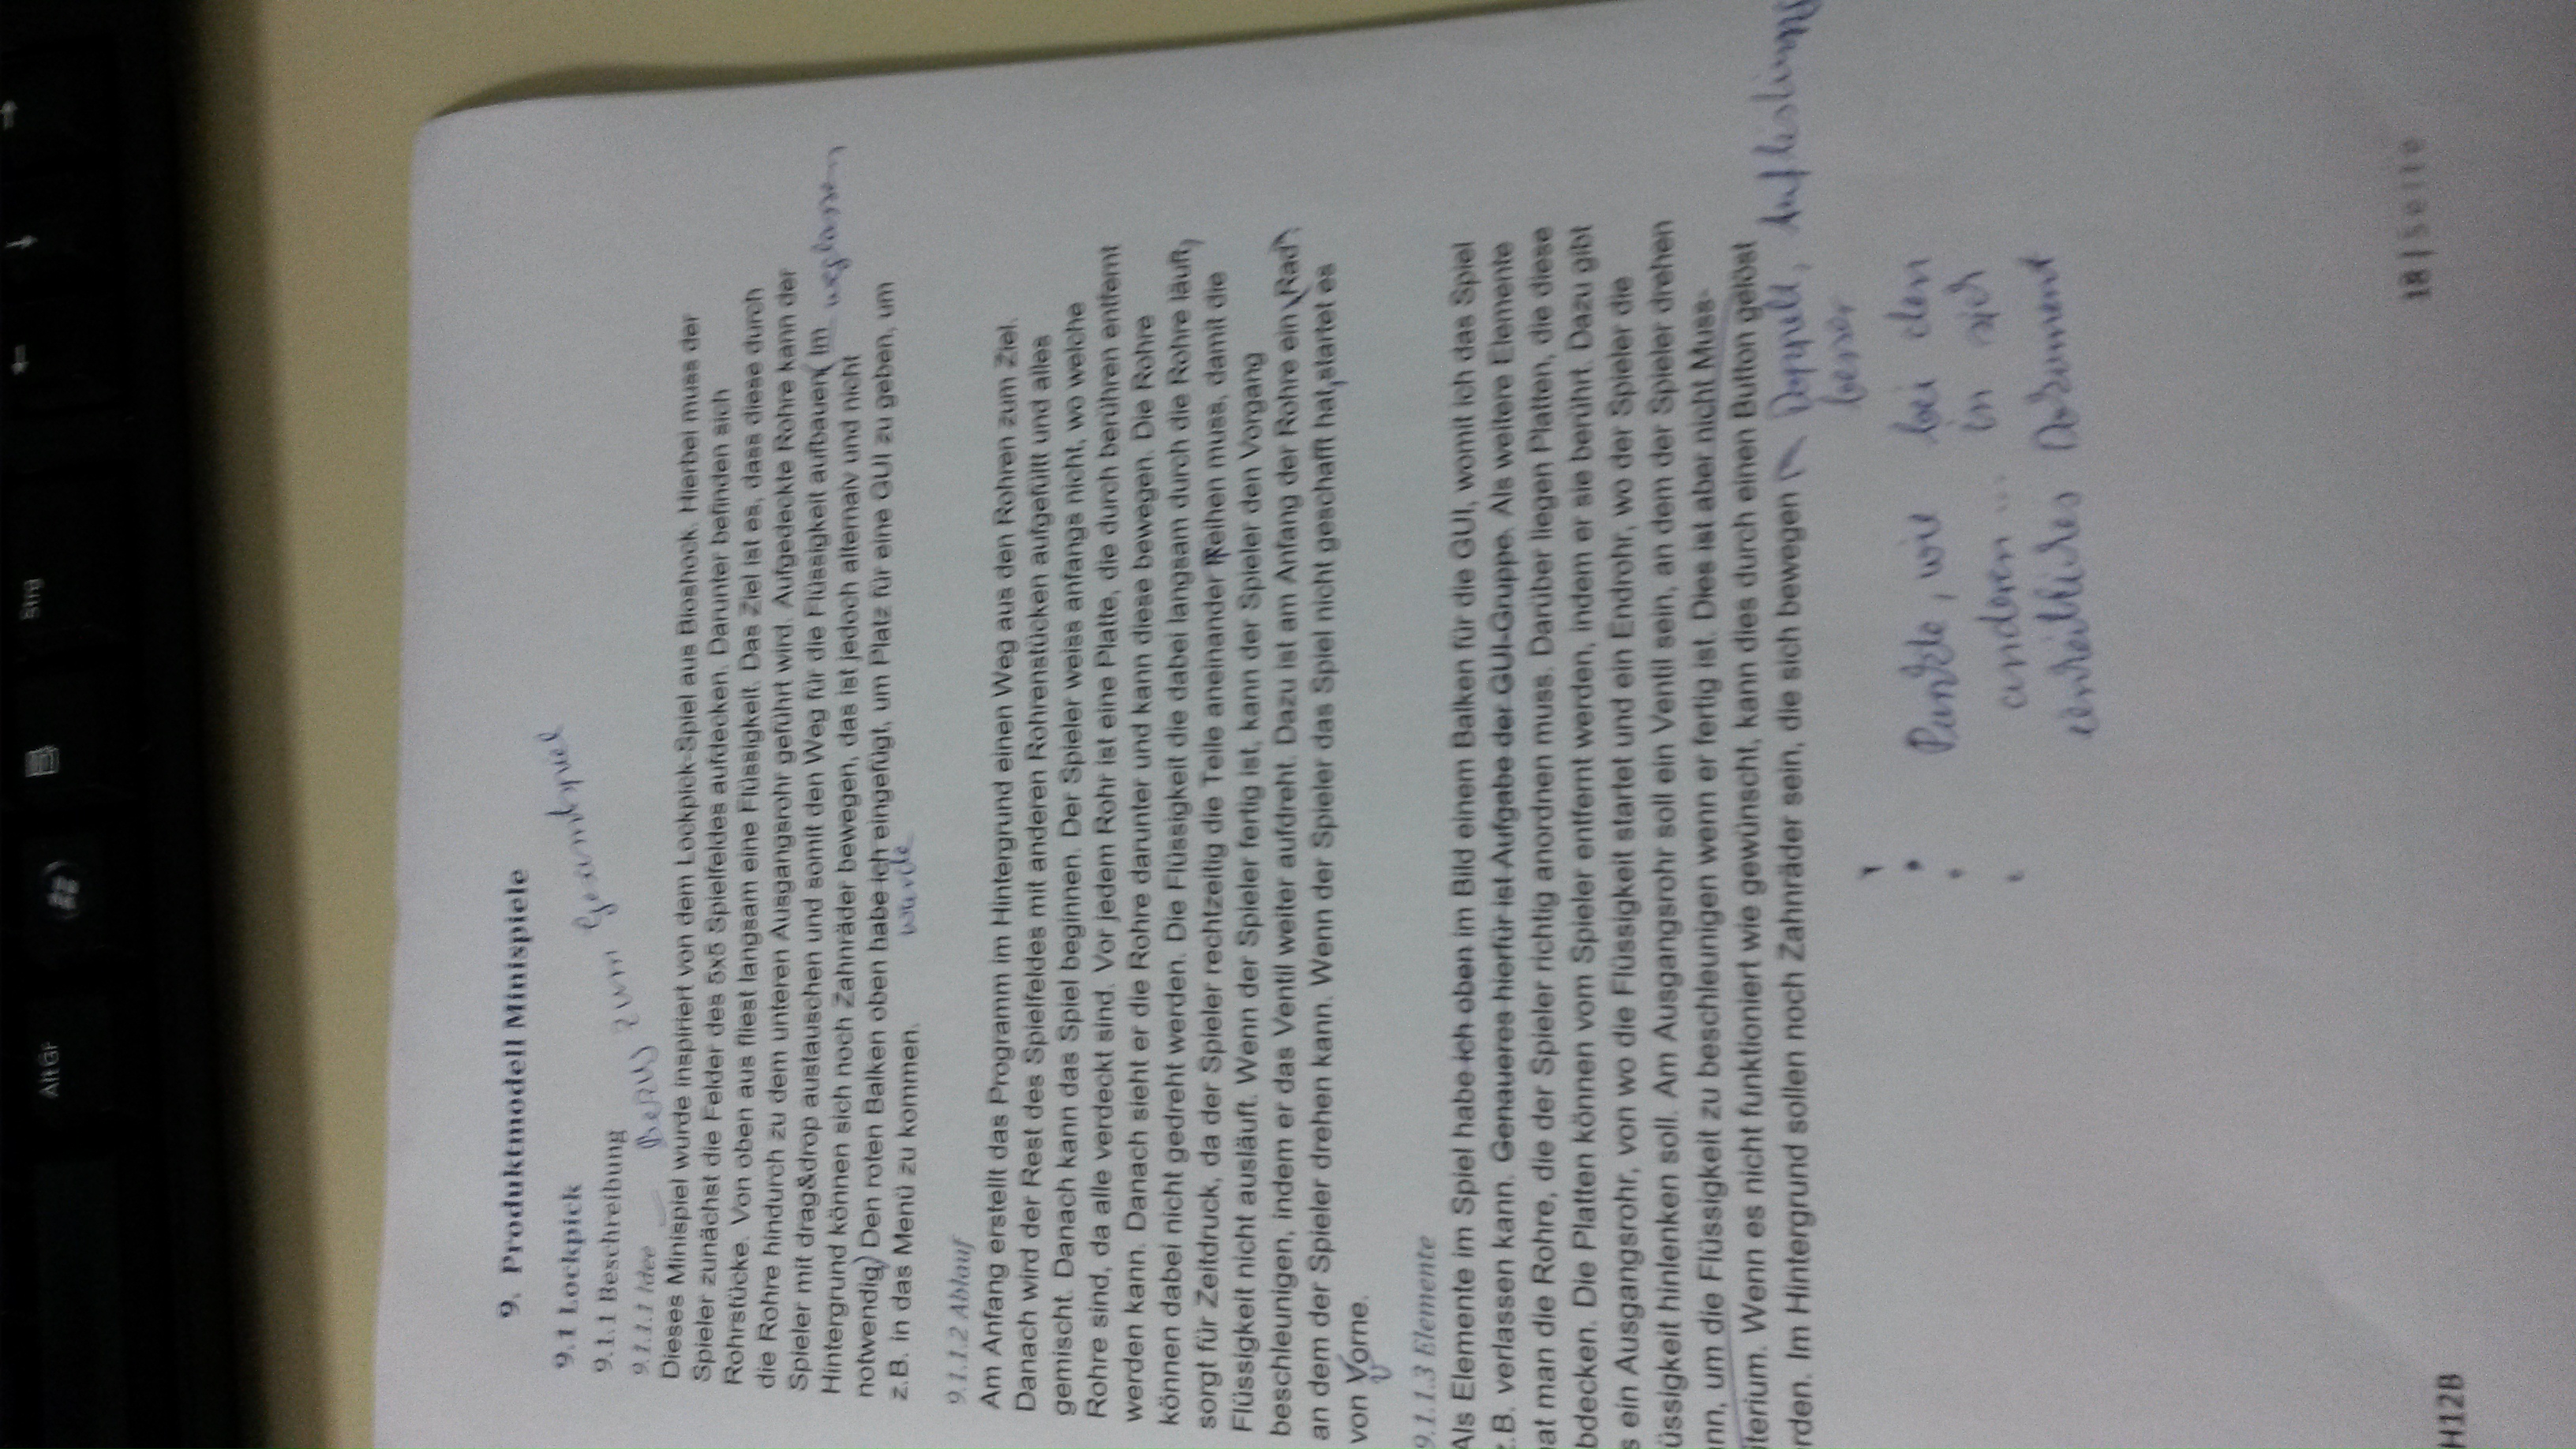 Alt Gr
Strg
9. Produktmodell Minispiele
9.1 Lockpick
9.1.1 Beschreibung
9.1.1.1 Idee
Bezug zum Gesamtspiel
Dieses Minispiel wurde inspiriert von dem Lockpick-Spiel aus Bioshock. Hierbei muss der
Spieler zunächst die Felder des 5x5 Spielfeldes aufdecken. Darunter befinden sich
Rohrstücke. Von oben aus fliest langsam eine Flüssigkeit. Das Ziel ist es, dass diese durch
die Rohre hindurch zu dem unteren Ausgangsrohr geführt wird. Aufgedeckte Rohre kann der
Spieler mit drag&drop austauschen und somit den Weg für die Flüssigkeit aufbauen( Im weglassen
Hintergrund können sich noch Zahnräder bewegen, das ist jedoch alternaiv und nicht
notwendig.) Den roten Balken oben habe ich eingefügt, um Platz für eine GUI zu geben, um
z.B. in das Menü zu kommen.
wurde
9.1.1.2 Ablauf
Am Anfang erstellt das Programm im Hintergrund einen Weg aus den Rohren zum Ziel.
Danach wird der Rest des Spielfeldes mit anderen Rohrenstücken aufgefüllt und alles
gemischt. Danach kann das Spiel beginnen. Der Spieler weiss anfangs nicht, wo welche
Rohre sind, da alle verdeckt sind. Vor jedem Rohr ist eine Platte, die durch berühren entfernt
werden kann. Danach sieht er die Rohre darunter und kann diese bewegen. Die Rohre
können dabei nicht gedreht werden. Die Flüssigkeit die dabei langsam durch die Rohre läuft,
sorgt für Zeitdruck, da der Spieler rechtzeitig die Teile aneinander Reihen muss, damit die
Flüssigkeit nicht ausläuft. Wenn der Spieler fertig ist, kann der Spieler den Vorgang
beschleunigen, indem er das Ventil weiter aufdreht. Dazu ist am Anfang der Rohre ein Rad,
an dem der Spieler drehen kann. Wenn der Spieler das Spiel nicht geschafft hat, startet es
von Vorne.
v
9.1.1.3 Elemente
Als Elemente im Spiel habe ich oben im Bild einem Balken für die GUI, womit ich das Spiel
z.B. verlassen kann. Genaueres hierfür ist Aufgabe der GUI-Gruppe. Als weitere Elemente
at man die Rohre, die der Spieler richtig anordnen muss. Darüber liegen Platten, die diese
bdecken. Die Platten können vom Spieler entfernt werden, indem er sie berührt. Dazu gibt
s ein Ausgangsrohr, von wo die Flüssigkeit startet und ein Endrohr, wo der Spieler die
üssigkeit hinlenken soll. Am Ausgangsrohr soll ein Ventil sein, an dem der Spieler drehen
nn, um die Flüssigkeit zu beschleunigen wenn er fertig ist. Dies ist aber nicht Muss-
iterium. Wenn es nicht funktioniert wie gewünscht, kann dies durch einen Button gelöst
rden. Im Hintergrund sollen noch Zahnräder sein, die sich bewegen
Doppelt, Auflistung
besser
Punkte, wie bei den
anderen ... in sich
einheitliches Dokument
18 | Seite
H12B